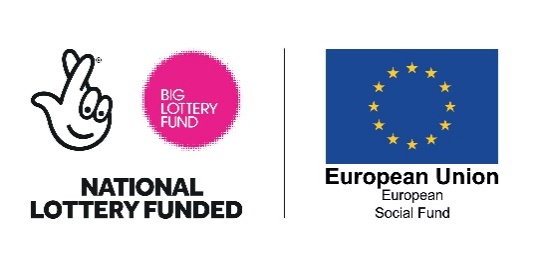 BIG
LOTTERY
FUND
NATIONAL
LOTTERY FUNDED
European Union
European
Social Fund